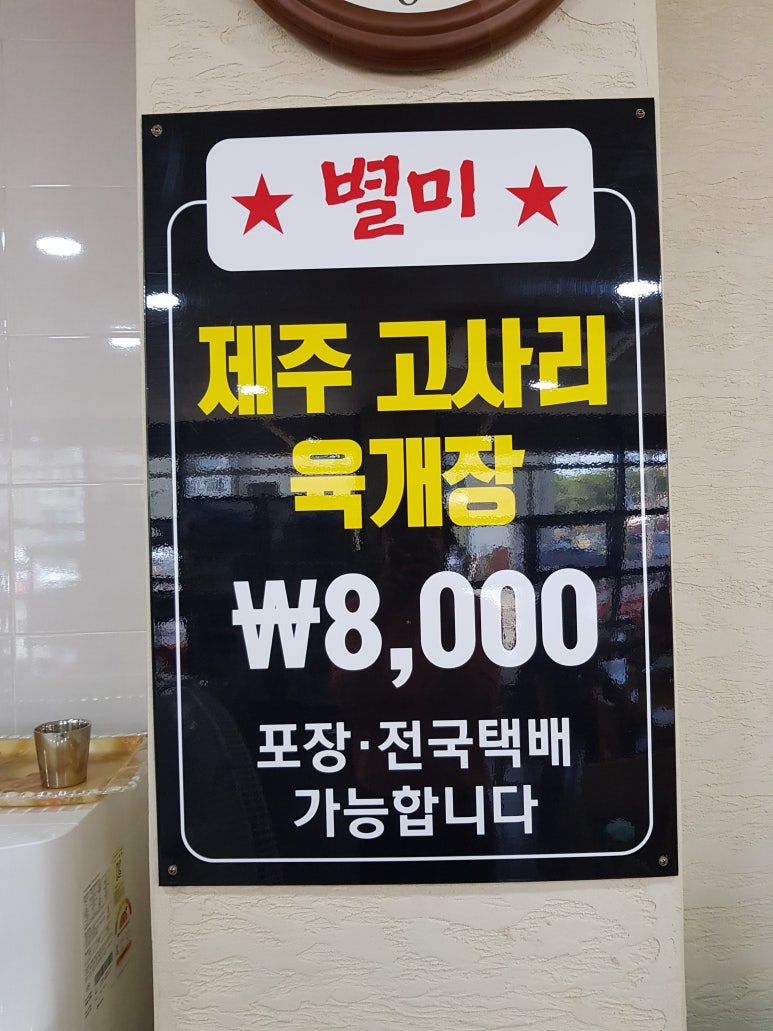 ★ 별미 ★
제주 고사리
육개장
₩8,000
포장·전국택배
가능합니다